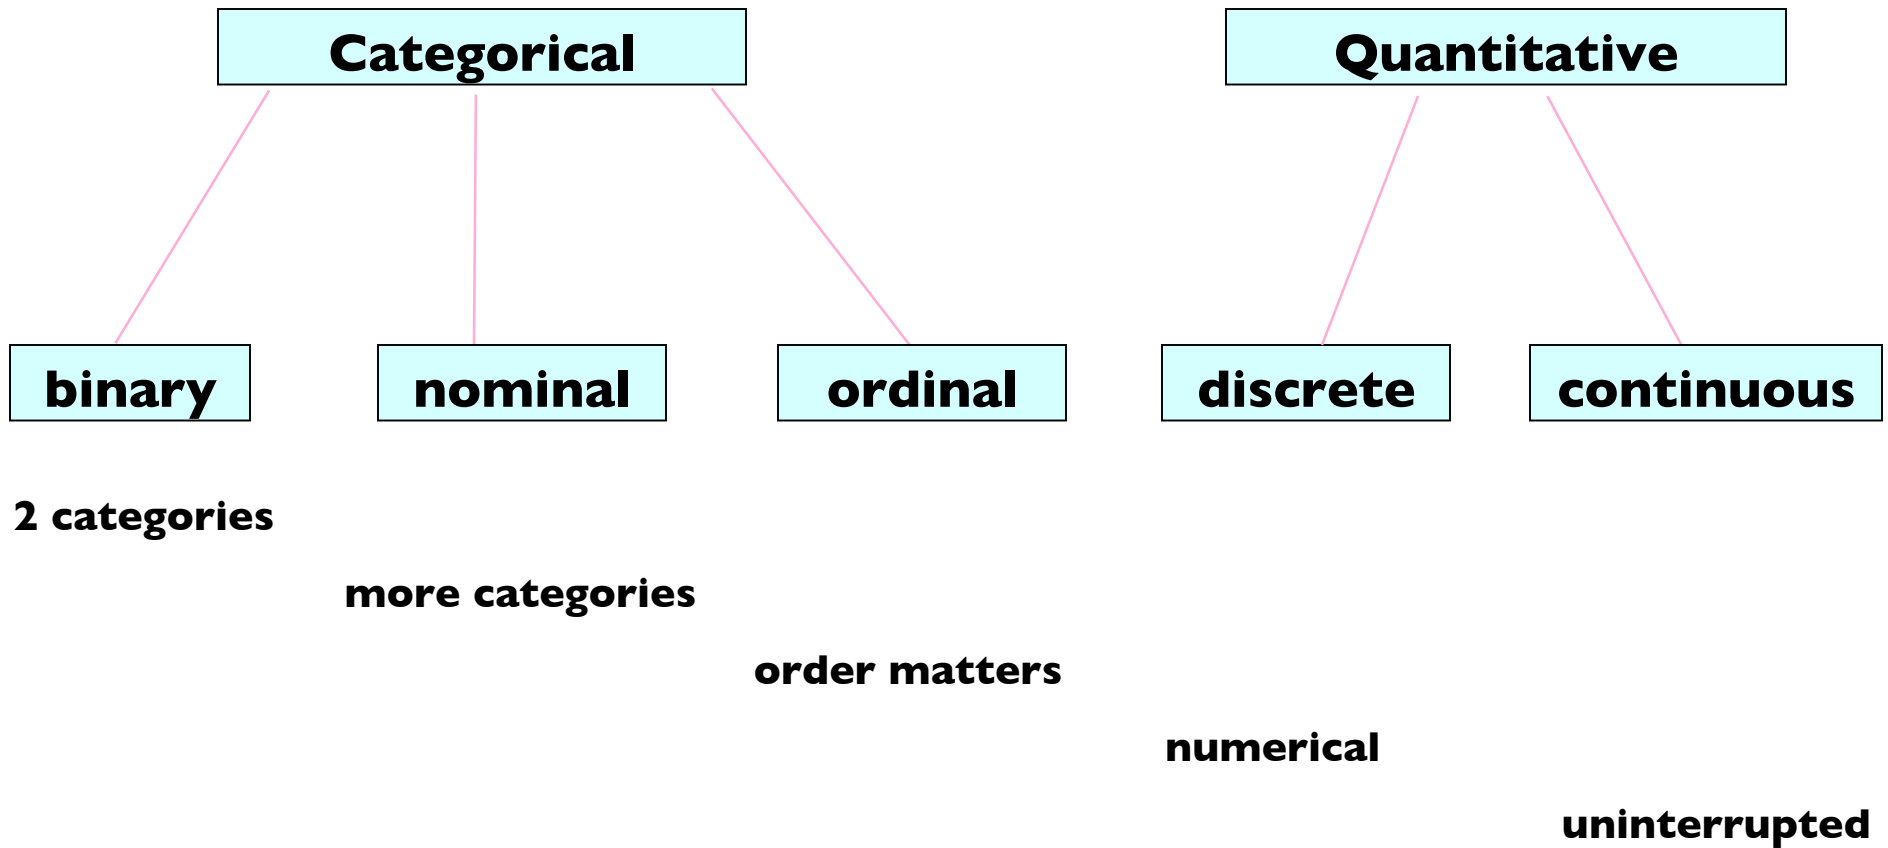 Categorical
Quantitative
binary
nominal
ordinal
discrete
continuous
2 categories
more categories
order matters
numerical
uninterrupted